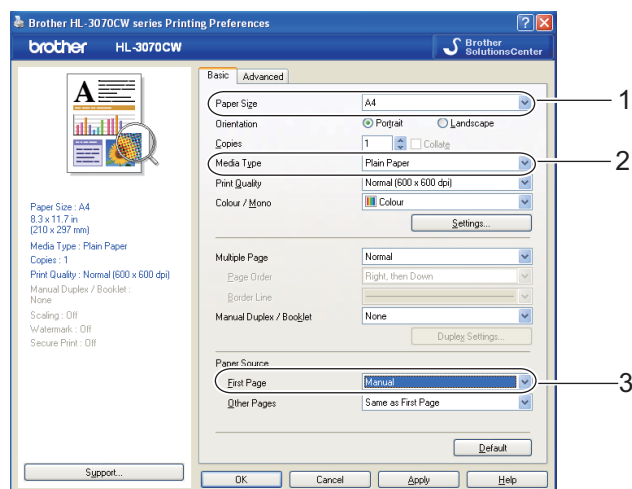 Brother HL-3070CW series Printing Preferences
brother HL-3070CW
Brother
SolutionsCenter
Basic Advanced
Paper Size A4 1
Orientation Portrait Landscape
Copies 1 Collate
Media Type Plain Paper 2
Print Quality Normal (600 x 600 dpi)
Colour / Mono Colour
Settings...
Multiple Page Normal
Page Order Right, then Down
Border Line
Manual Duplex / Booklet None
Duplex Settings...
Paper Source
First Page Manual 3
Other Pages Same as First Page
Default
A
Paper Size : A4
8.3 x 11.7 in
(210 x 297 mm)
Media Type : Plain Paper
Copies : 1
Print Quality : Normal (600 x 600 dpi)
Manual Duplex / Booklet :
None
Scaling : Off
Watermark : Off
Secure Print : Off
Support... OK Cancel Apply Help